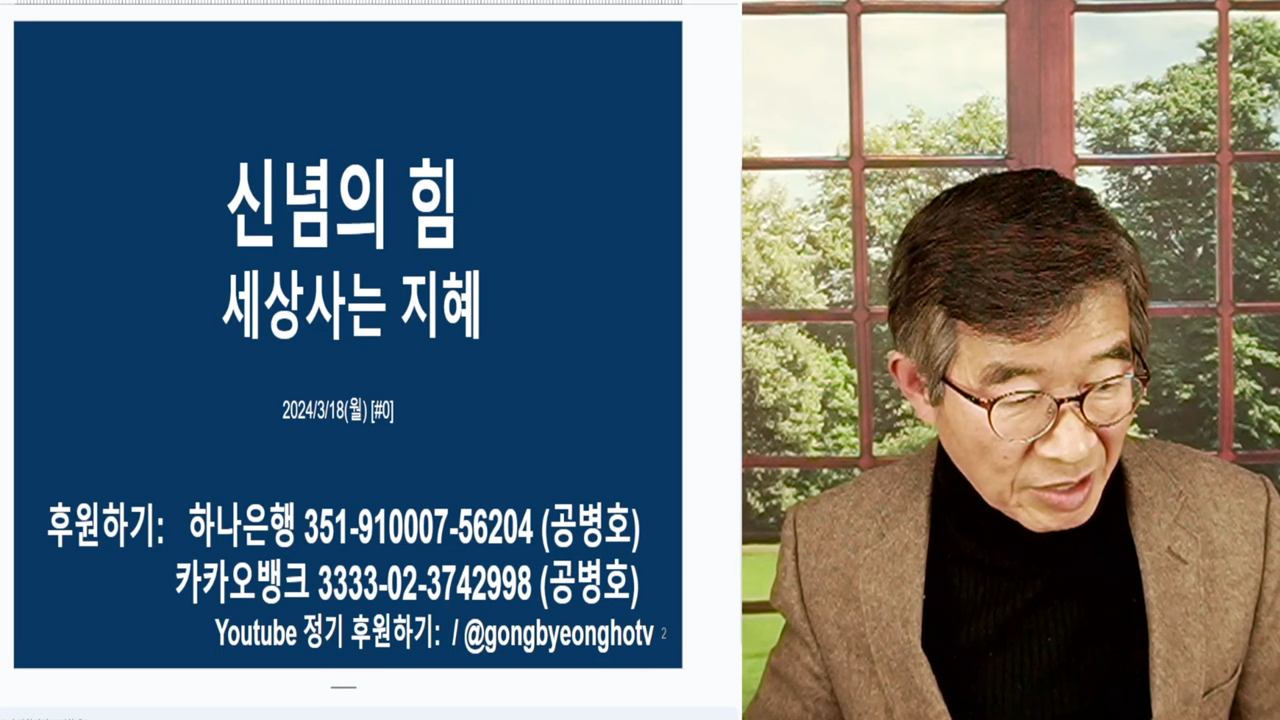 신념의 힘
세상사는 지혜
2024/3/18(월) [#0]
후원하기: 하나은행 351-910007-56204 (공병호)
카카오뱅크 3333-02-3742998 (공병호)
Youtube 정기 후원하기: / @gongbyeonghotv 2